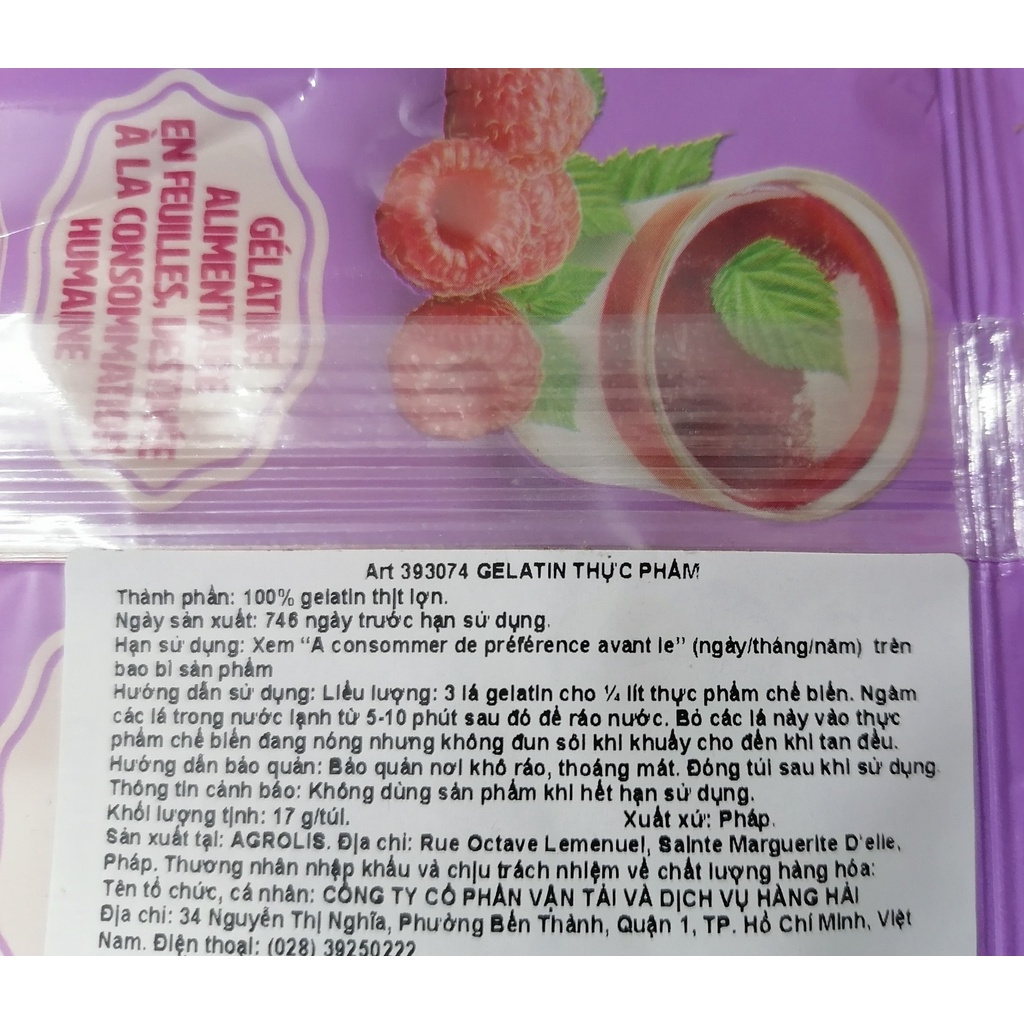 GÉLATINE
ALIMENTAIRE
EN FEUILLES, DESTINÉE
À LA CONSOMMATION
HUMAINE
Art 393074 GELATIN THỰC PHẨM
Thành phần: 100% gelatin thịt lợn.
Ngày sản xuất: 746 ngày trước hạn sử dụng.
Hạn sử dụng: Xem “A consommer de préférence avant le” (ngày/tháng/năm) trên
bao bì sản phẩm
Hướng dẫn sử dụng: Liều lượng: 3 lá gelatin cho ¼ lít thực phẩm chế biến. Ngâm
các lá trong nước lạnh từ 5-10 phút sau đó để ráo nước. Bỏ các lá này vào thực
phẩm chế biến đang nóng nhưng không đun sôi khi khuấy cho đến khi tan đều.
Hướng dẫn bảo quản: Bảo quản nơi khô ráo, thoáng mát. Đóng túi sau khi sử dụng.
Thông tin cảnh báo: Không dùng sản phẩm khi hết hạn sử dụng.
Khối lượng tịnh: 17 g/túi. Xuất xứ: Pháp.
Sản xuất tại: AGROLIS. Địa chỉ: Rue Octave Lemenuel, Sainte Marguerite D'elle,
Pháp. Thương nhân nhập khẩu và chịu trách nhiệm về chất lượng hàng hóa:
Tên tổ chức, cá nhân: CÔNG TY CỔ PHẦN VẬN TẢI VÀ DỊCH VỤ HÀNG HẢI
Địa chỉ: 34 Nguyễn Thị Nghĩa, Phường Bến Thành, Quận 1, TP. Hồ Chí Minh, Việt
Nam. Điện thoại: (028) 39250222